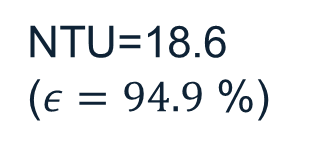 NTU=18.6
(𝜖 = 94.9 %)